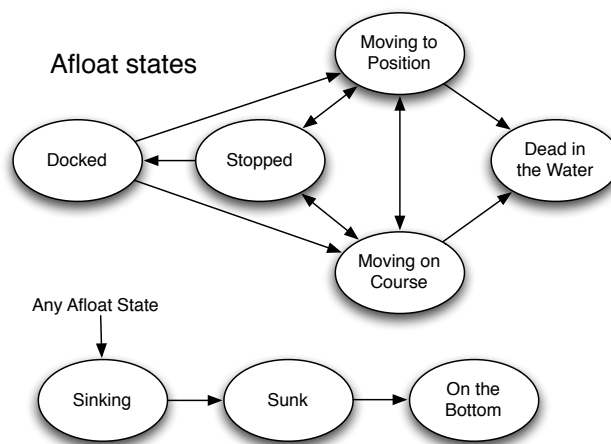 Afloat states
Moving to
Position
Docked
Stopped
Dead in
the Water
Moving on
Course
Any Afloat State
Sinking
Sunk
On the
Bottom